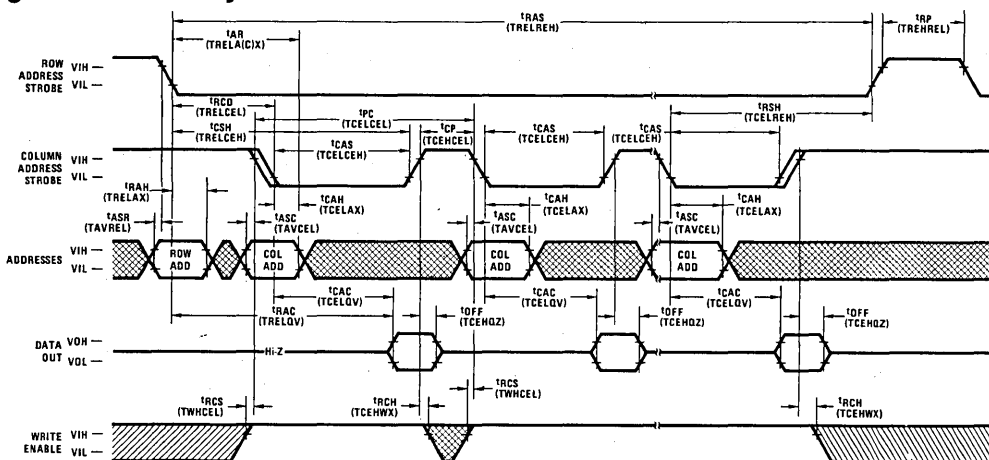 tRAS
(TRELREH)
tRP
(TREHREL)
tAR
(TRELA(C)X)
ROW
ADDRESS
STROBE
VIH
VIL
tRCD
(TRELCEL)
tPC
(TCELCEL)
tRSH
(TCELREH)
tCSH
(TRELCEH)
tCP
(TCEHCEL)
tCAS
(TCELCEH)
tCAS
(TCELCEH)
tCAS
(TCELCEH)
COLUMN
ADDRESS
STROBE
VIH
VIL
tRAH
(TRELAX)
tCAH
(TCELAX)
tCAH
(TCELAX)
tCAH
(TCELAX)
tASR
(TAVREL)
tASC
(TAVCEL)
tASC
(TAVCEL)
tASC
(TAVCEL)
ADDRESSES
VIH
VIL
ROW
ADD
COL
ADD
COL
ADD
COL
ADD
tCAC
(TCELQV)
tCAC
(TCELQV)
tCAC
(TCELQV)
tRAC
(TRELQV)
tOFF
(TCEHQZ)
tOFF
(TCEHQZ)
tOFF
(TCEHQZ)
DATA
OUT
VOH
VOL
Hi-Z
tRCS
(TWHCEL)
tRCH
(TCEHWX)
tRCS
(TWHCEL)
tRCH
(TCEHWX)
WRITE
ENABLE
VIH
VIL